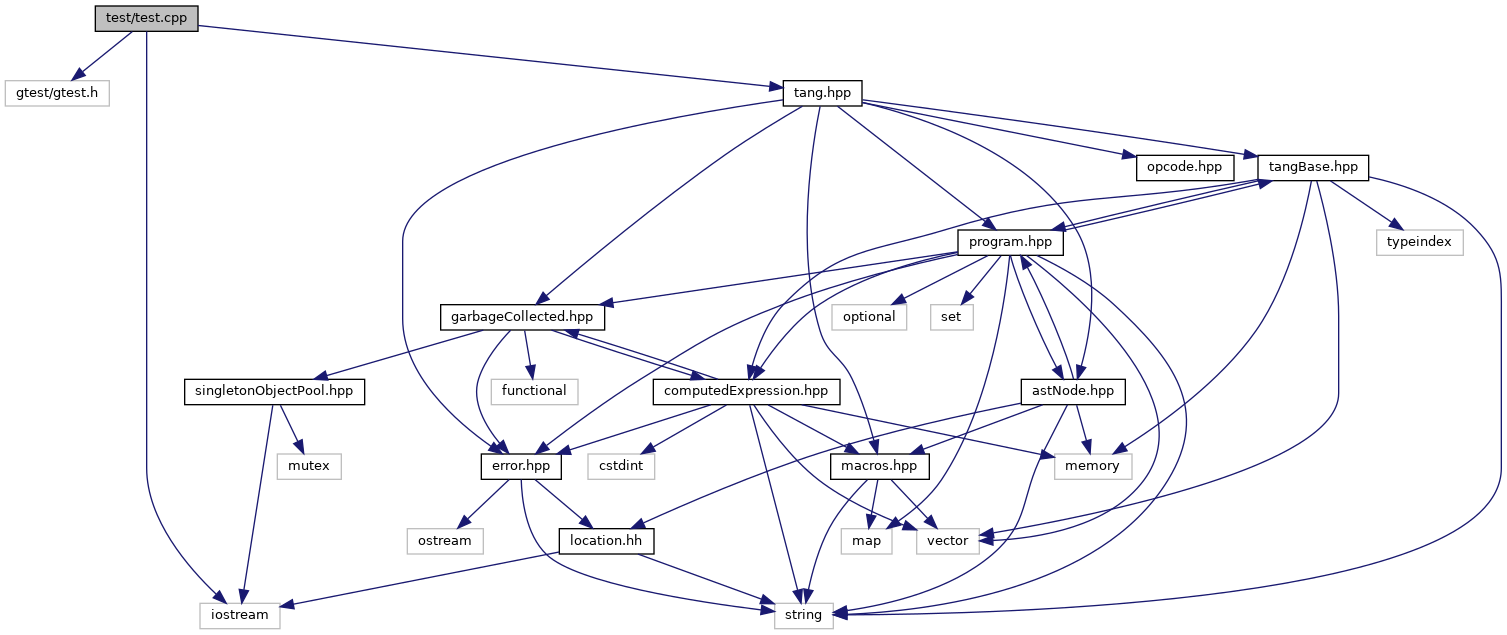 test/test.cpp
gtest/gtest.h
tang.hpp
opcode.hpp
tangBase.hpp
program.hpp
typeindex
garbageCollected.hpp
optional
set
singletonObjectPool.hpp
functional
computedExpression.hpp
astNode.hpp
mutex
error.hpp
cstdint
macros.hpp
memory
ostream
location.hh
map
vector
iostream
string